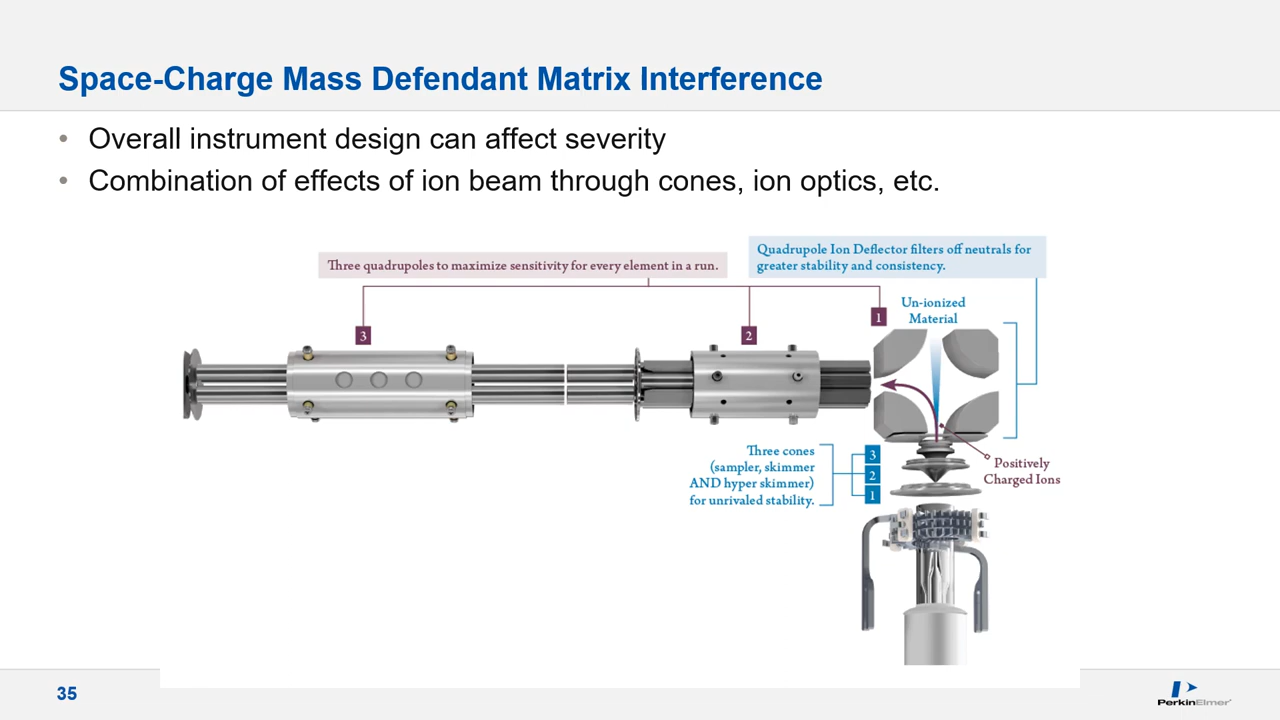 Space-Charge Mass Defendant Matrix Interference
• Overall instrument design can affect severity
• Combination of effects of ion beam through cones, ion optics, etc.
Three quadrupoles to maximize sensitivity for every element in a run.
Quadrupole Ion Deflector filters off neutrals for
greater stability and consistency.
Un-ionized
Material
1
2
3
Three cones
(sampler, skimmer
AND hyper skimmer)
for unrivaled stability.
3
2
1
Positively
Charged Ions
35
PerkinElmer